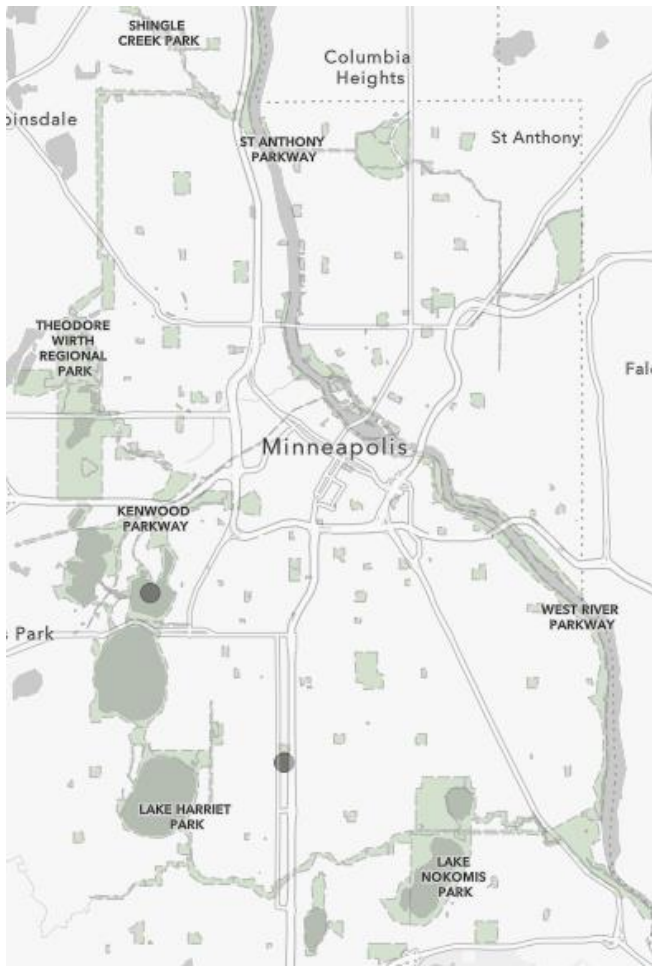 SHINGLE
CREEK PARK
Columbia
Heights
oinsdale
ST ANTHONY
PARKWAY
St Anthony
THEODORE
WIRTH
REGIONAL
PARK
Fal
Minneapolis
KENWOOD
PARKWAY
WEST RIVER
PARKWAY
s Park
LAKE HARRIET
PARK
LAKE
NOKOMIS
PARK